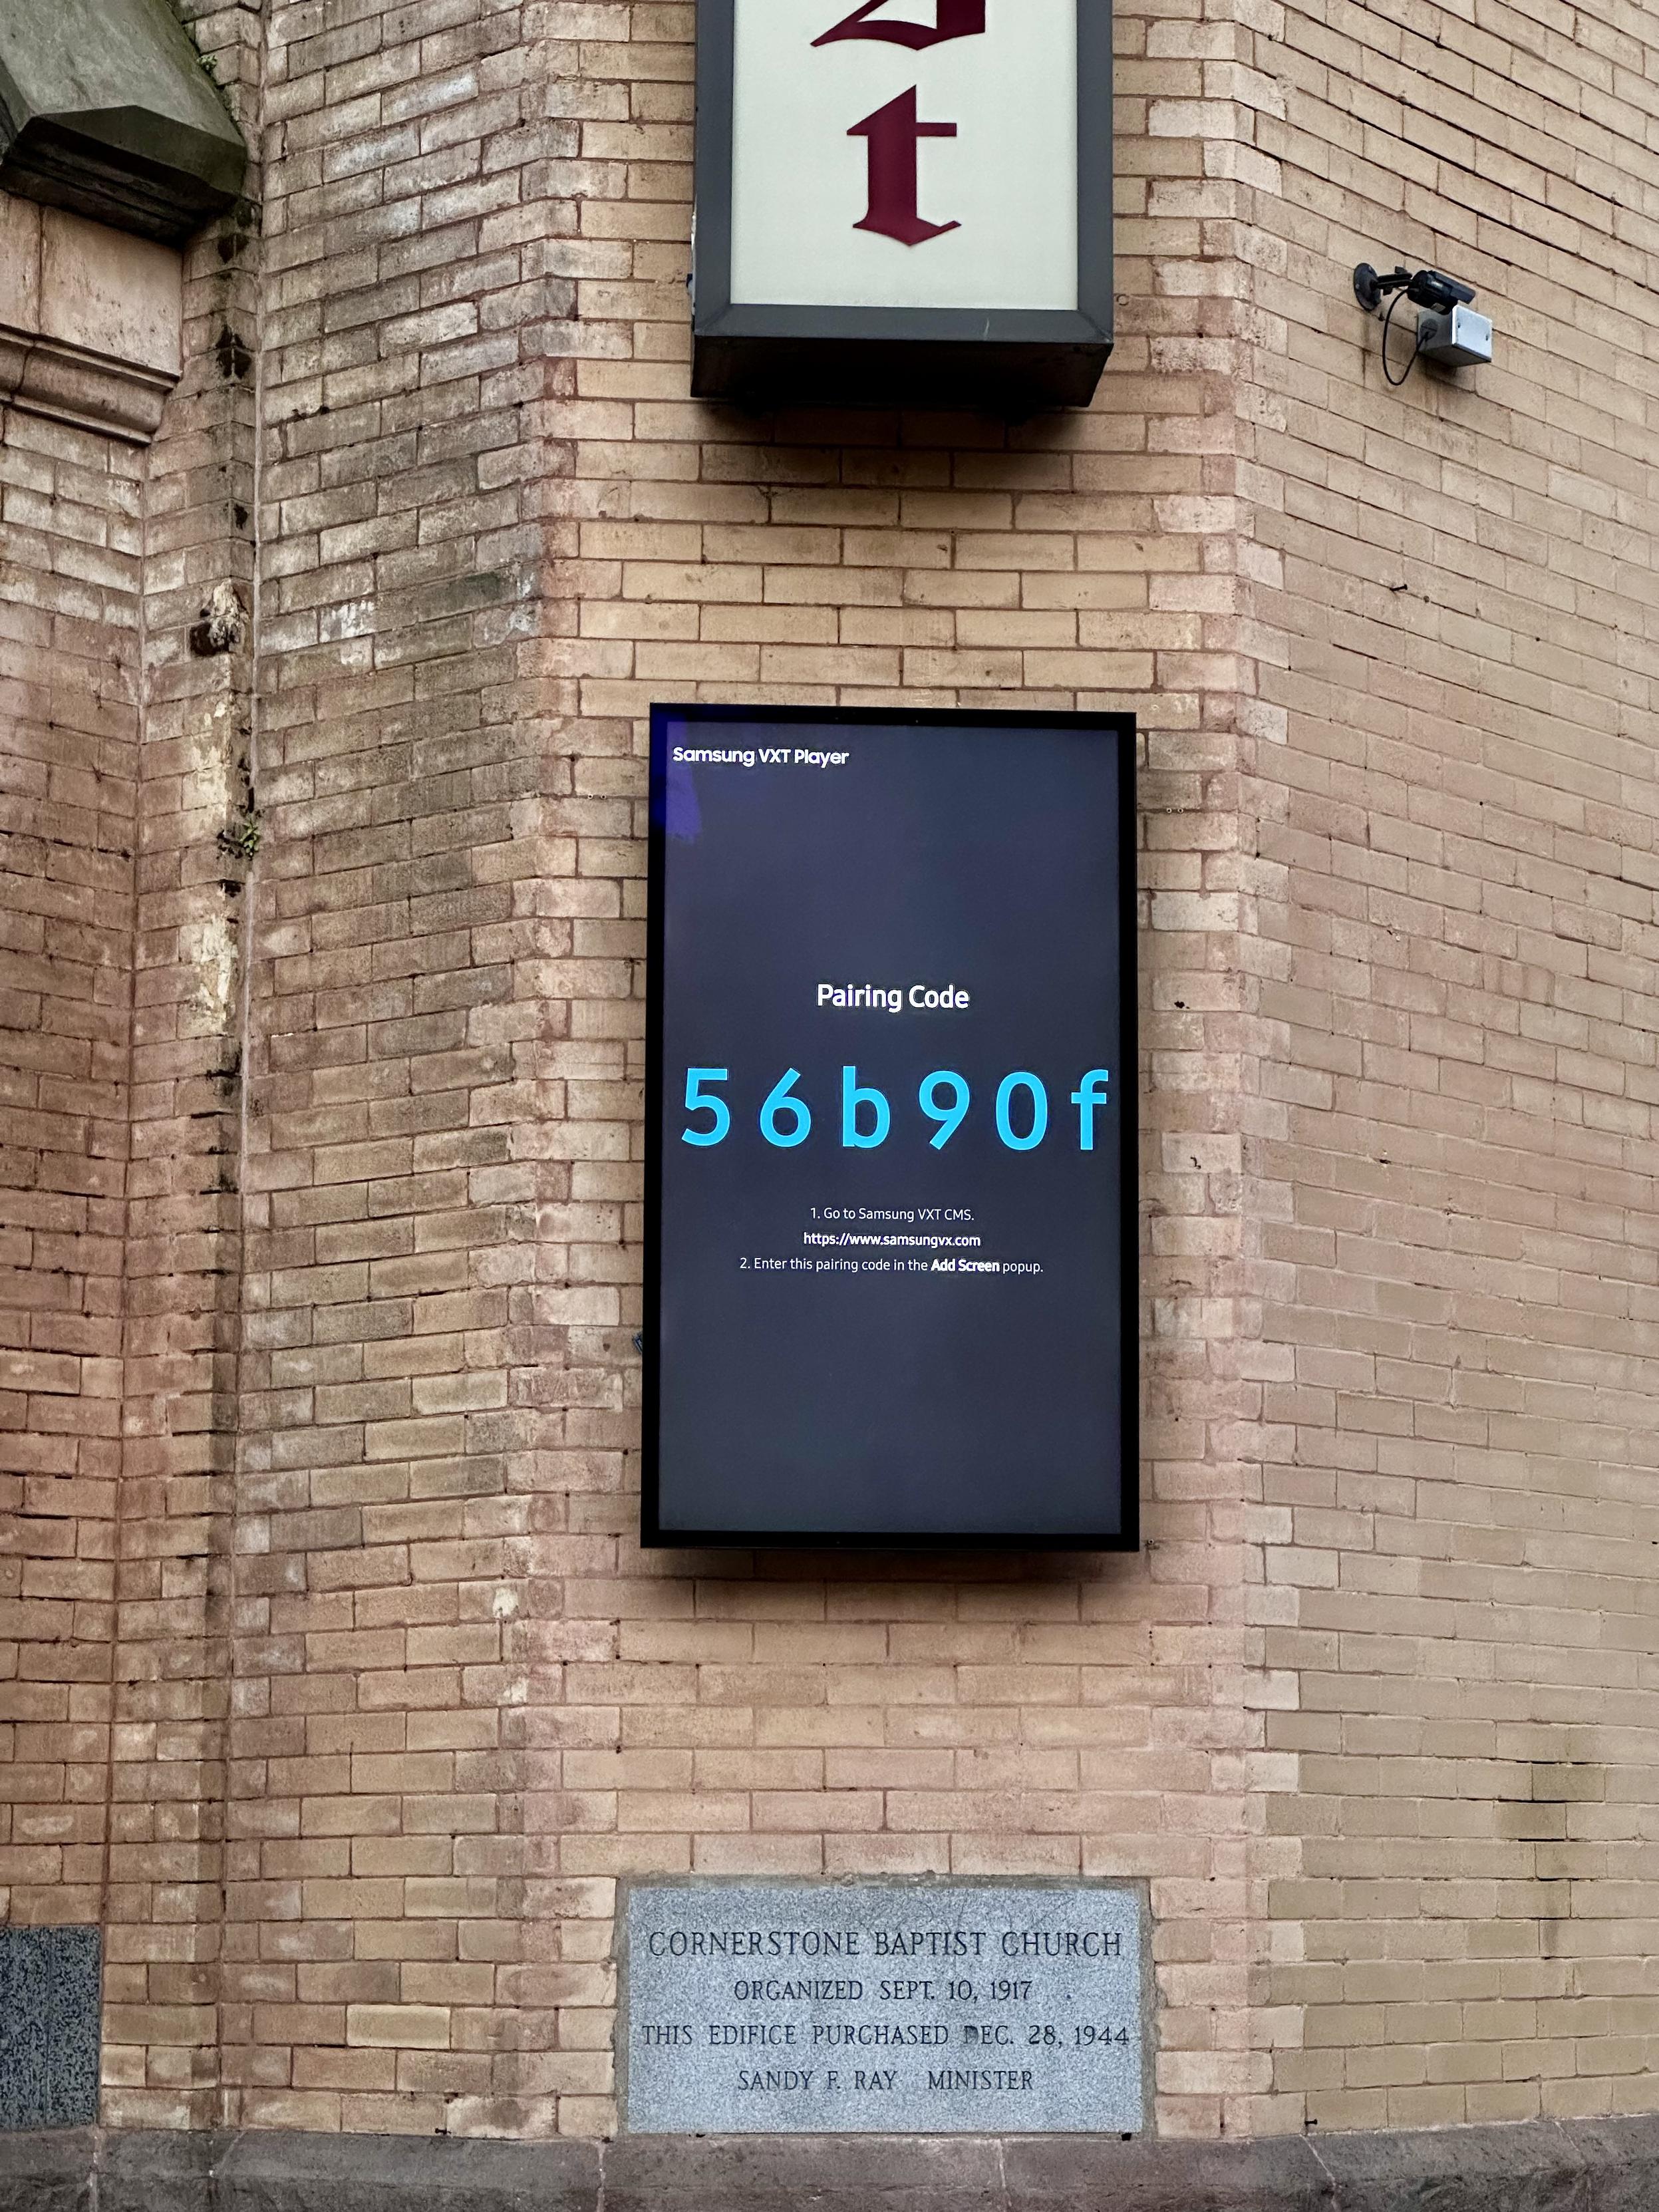 t
Samsung VXT Player
Pairing Code
56b90f
1. Go to Samsung VXT CMS.
https://www.samsungvx.com
2. Enter this pairing code in the Add Screen popup.
CORNERSTONE BAPTIST CHURCH
ORGANIZED SEPT. 10, 1917
THIS EDIFICE PURCHASED DEC. 28, 1944
SANDY F. RAY MINISTER